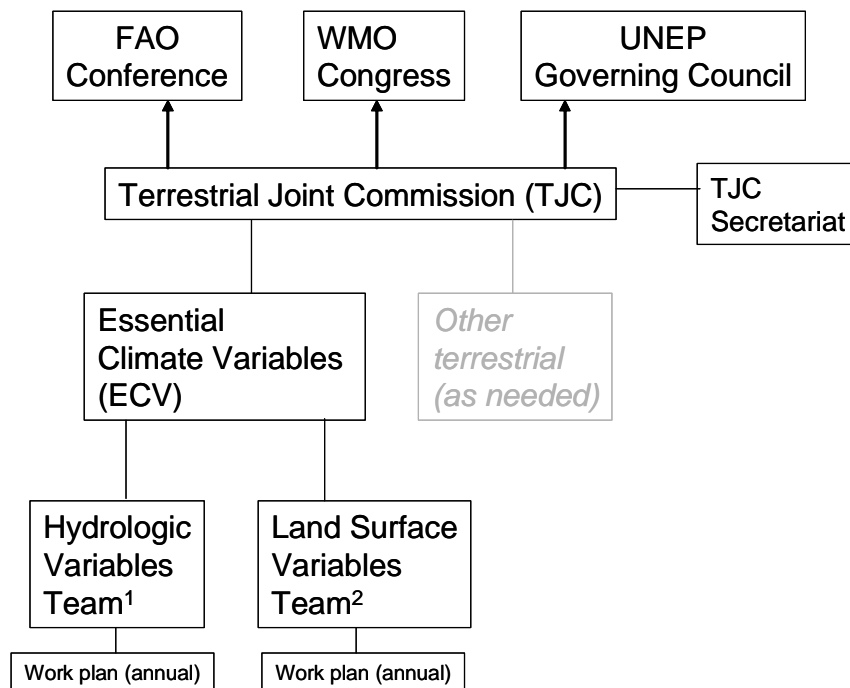 FAO
Conference
WMO
Congress
UNEP
Governing Council
Terrestrial Joint Commission (TJC)
TJC
Secretariat
Essential
Climate Variables
(ECV)
Other
terrestrial
(as needed)
Hydrologic
Variables
Team¹
Land Surface
Variables
Team²
Work plan (annual)
Work plan (annual)